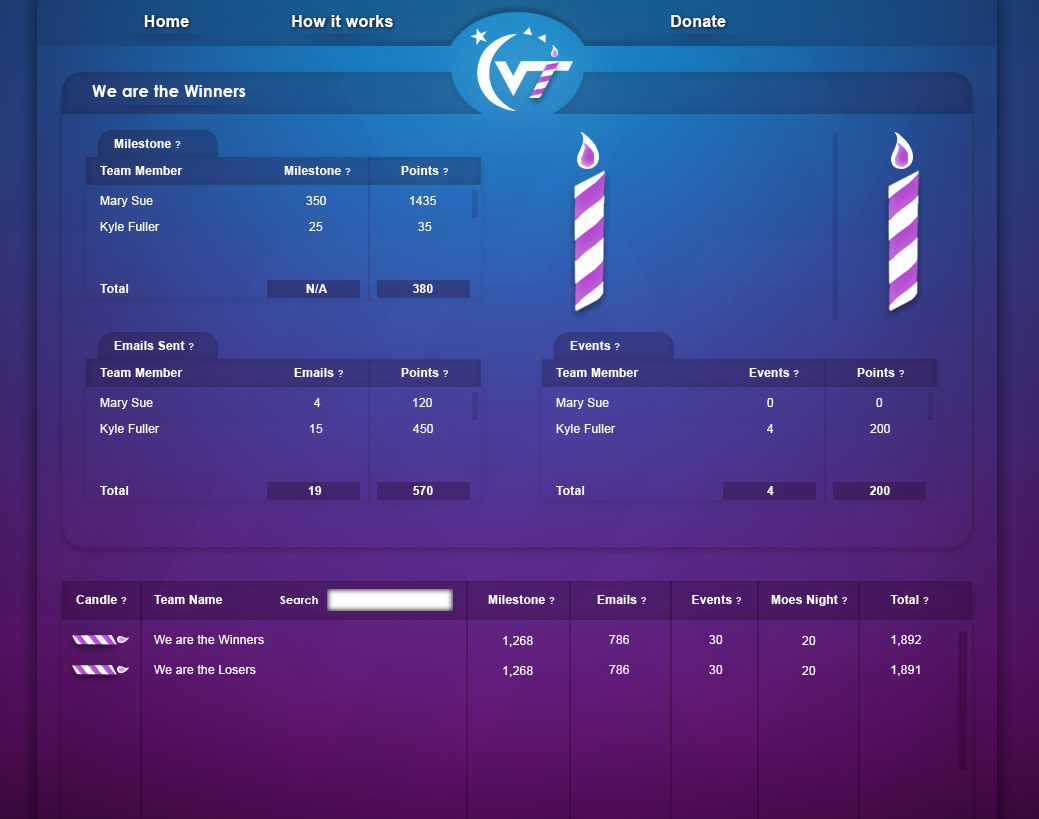 Home How it works Donate
VT
We are the Winners
Milestone ?
Team Member Milestone ? Points ?
Mary Sue 350 1435
Kyle Fuller 25 35
Total N/A 380
Emails Sent ?
Team Member Emails ? Points ?
Mary Sue 4 120
Kyle Fuller 15 450
Total 19 570
Events ?
Team Member Events ? Points ?
Mary Sue 0 0
Kyle Fuller 4 200
Total 4 200
Candle ? Team Name Search Milestone ? Emails ? Events ? Moes Night ? Total ?
We are the Winners 1,268 786 30 20 1,892
We are the Losers 1,268 786 30 20 1,891